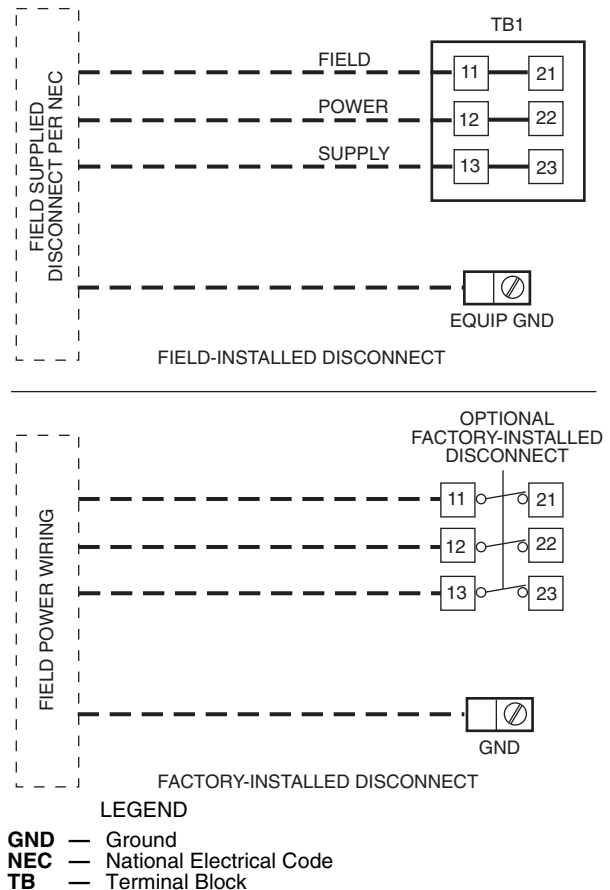 TB1
FIELD SUPPLIED
DISCONNECT PER NEC
FIELD
POWER
SUPPLY
11 21
12 22
13 23
EQUIP GND
FIELD-INSTALLED DISCONNECT
OPTIONAL
FACTORY-INSTALLED
DISCONNECT
FIELD POWER WIRING
11 21
12 22
13 23
GND
FACTORY-INSTALLED DISCONNECT
LEGEND
GND — Ground
NEC — National Electrical Code
TB — Terminal Block